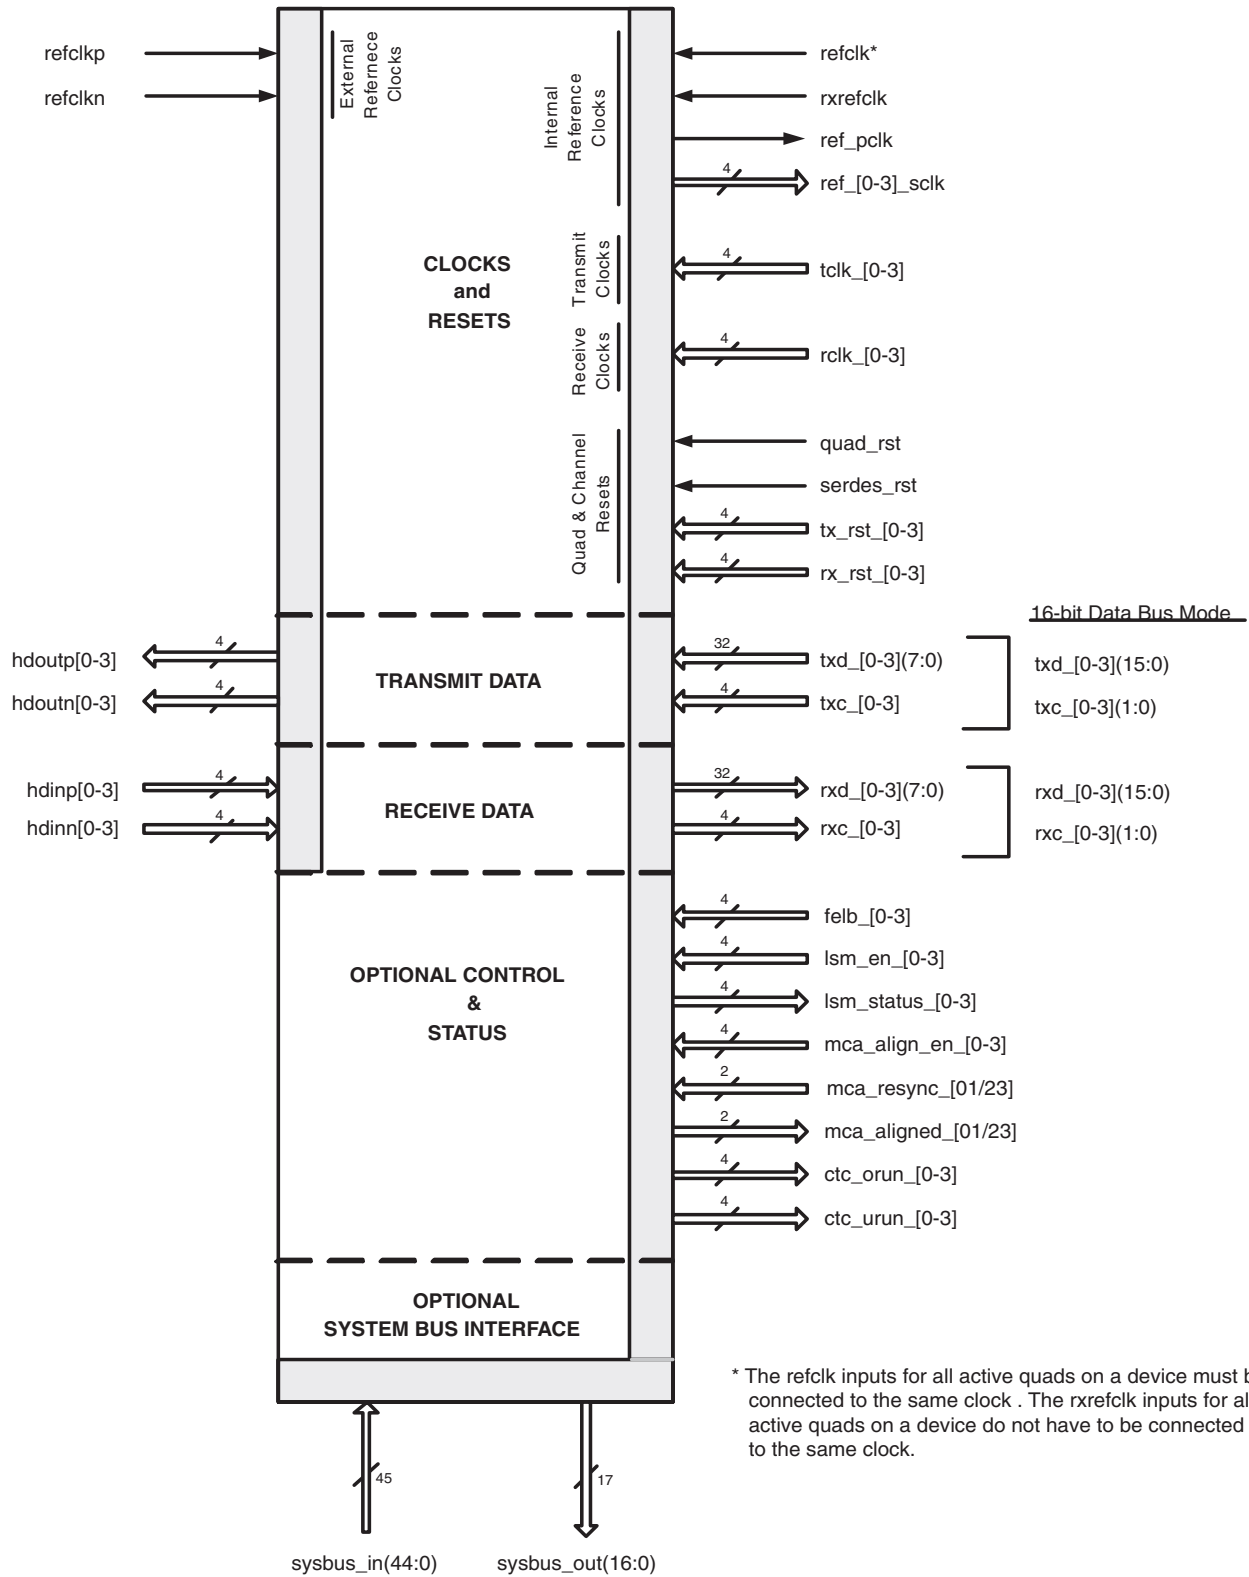 refclkp
refclkn
External
Refernece
Clocks
Internal
Reference
Clocks
refclk*
rxrefclk
ref_pclk
4
ref_[0-3]_sclk
CLOCKS
and
RESETS
Transmit
Clocks
4
tclk_[0-3]
Receive
Clocks
4
rclk_[0-3]
Quad & Channel
Resets
quad_rst
serdes_rst
4
tx_rst_[0-3]
4
rx_rst_[0-3]
16-bit Data Bus Mode
hdoutp[0-3]
4
hdoutn[0-3]
4
TRANSMIT DATA
32
txd_[0-3](7:0)
4
txc_[0-3]
txd_[0-3](15:0)
txc_[0-3](1:0)
hdinp[0-3]
4
hdinn[0-3]
4
RECEIVE DATA
32
rxd_[0-3](7:0)
4
rxc_[0-3]
rxd_[0-3](15:0)
rxc_[0-3](1:0)
OPTIONAL CONTROL
&
STATUS
4
felb_[0-3]
4
lsm_en_[0-3]
4
lsm_status_[0-3]
4
mca_align_en_[0-3]
2
mca_resync_[01/23]
2
mca_aligned_[01/23]
4
ctc_orun_[0-3]
4
ctc_urun_[0-3]
OPTIONAL
SYSTEM BUS INTERFACE
* The refclk inputs for all active quads on a device must
connected to the same clock . The rxrefclk inputs for
active quads on a device do not have to be connected
to the same clock.
45
17
sysbus_in(44:0)
sysbus_out(16:0)